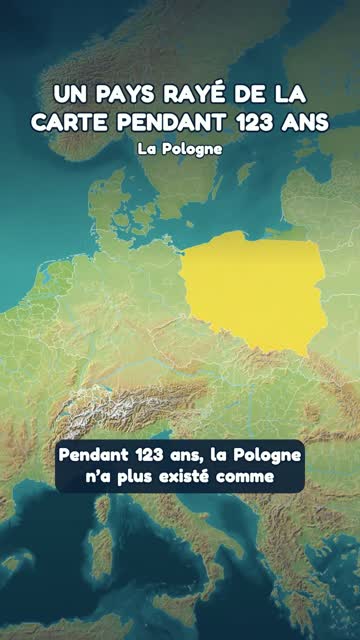 UN PAYS RAYÉ DE LA
CARTE PENDANT 123 ANS
La Pologne
Pendant 123 ans, la Pologne
n'a plus existé comme